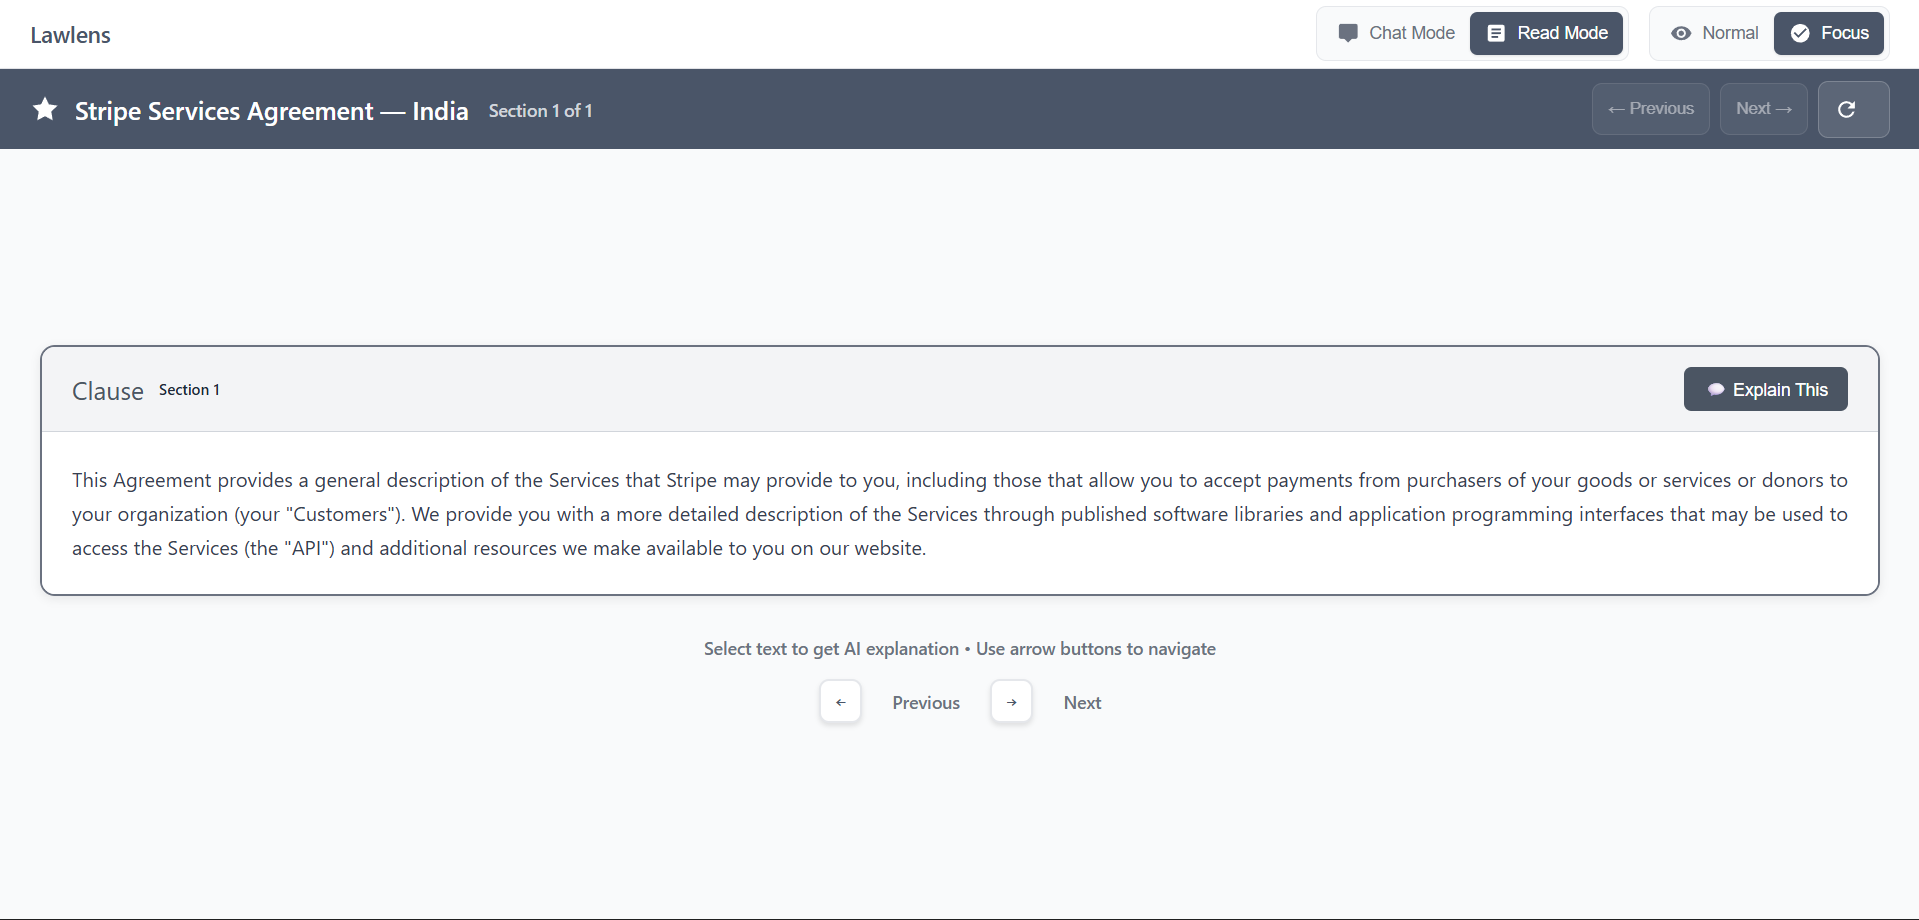 Lawlens
Chat Mode
Read Mode
Normal
Focus
Stripe Services Agreement — India
Section 1 of 1
← Previous
Next →
Clause
Section 1
Explain This
This Agreement provides a general description of the Services that Stripe may provide to you, including those that allow you to accept payments from purchasers of your goods or services or donors to
your organization (your "Customers"). We provide you with a more detailed description of the Services through published software libraries and application programming interfaces that may be used to
access the Services (the "API") and additional resources we make available to you on our website.
Select text to get AI explanation • Use arrow buttons to navigate
← Previous → Next